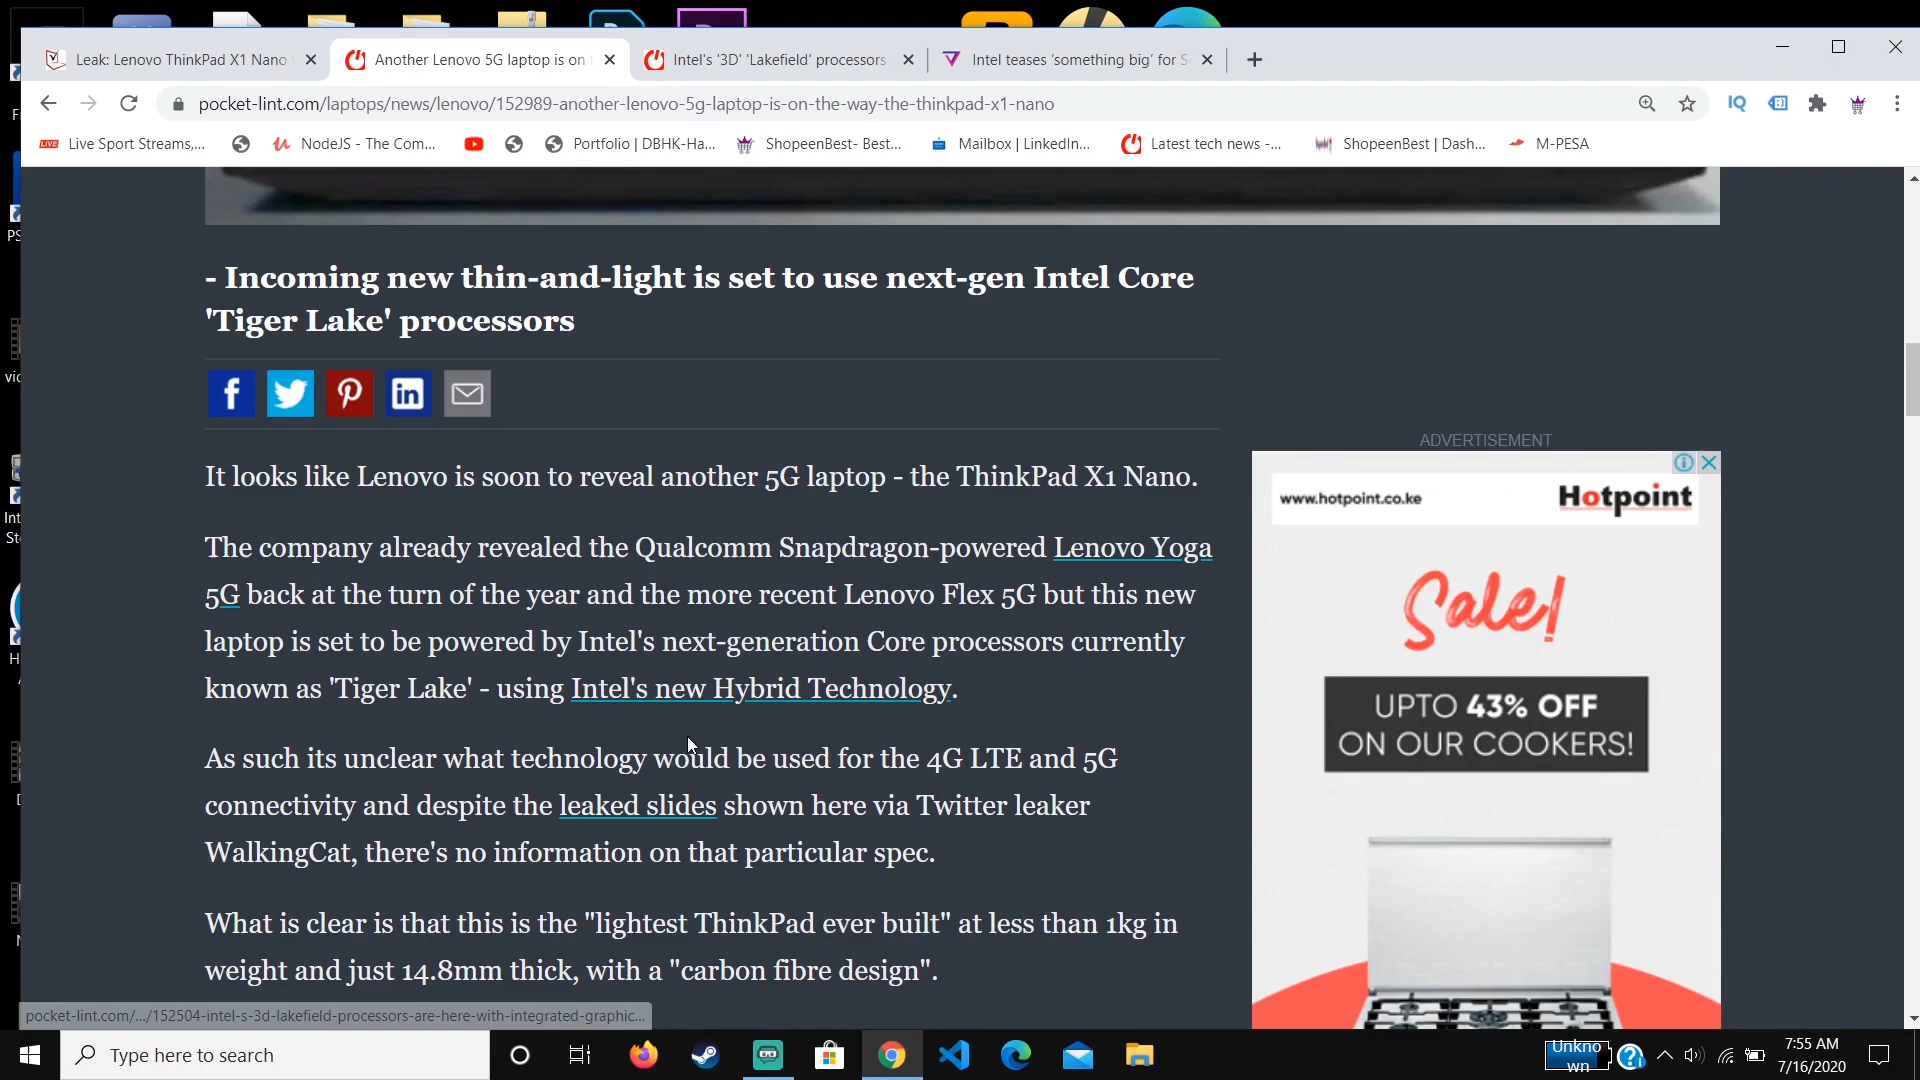 Leak: Lenovo ThinkPad X1 Nano
Another Lenovo 5G laptop is on
Intel's '3D' 'Lakefield' processors
Intel teases 'something big' for
pocket-lint.com/laptops/news/lenovo/152989-another-lenovo-5g-laptop-is-on-the-way-the-thinkpad-x1-nano
IQ
LIVE Live Sport Streams,...
NodeJS - The Com...
Portfolio | DBHK-Ha...
ShopeenBest- Best...
Mailbox | LinkedIn...
Latest tech news -...
ShopeenBest | Dash...
M-PESA
- Incoming new thin-and-light is set to use next-gen Intel Core
'Tiger Lake' processors
It looks like Lenovo is soon to reveal another 5G laptop - the ThinkPad X1 Nano.
The company already revealed the Qualcomm Snapdragon-powered Lenovo Yoga
5G back at the turn of the year and the more recent Lenovo Flex 5G but this new
laptop is set to be powered by Intel's next-generation Core processors currently
known as 'Tiger Lake' - using Intel's new Hybrid Technology.
As such its unclear what technology would be used for the 4G LTE and 5G
connectivity and despite the leaked slides shown here via Twitter leaker
WalkingCat, there's no information on that particular spec.
What is clear is that this is the "lightest ThinkPad ever built" at less than 1kg in
weight and just 14.8mm thick, with a "carbon fibre design".
ADVERTISEMENT
www.hotpoint.co.ke
Hotpoint
Sale!
UPTO 43% OFF
ON OUR COOKERS!
pocket-lint.com/.../152504-intel-s-3d-lakefield-processors-are-here-with-integrated-graphic...
Type here to search
Unkno
wn
7:55 AM
7/16/2020